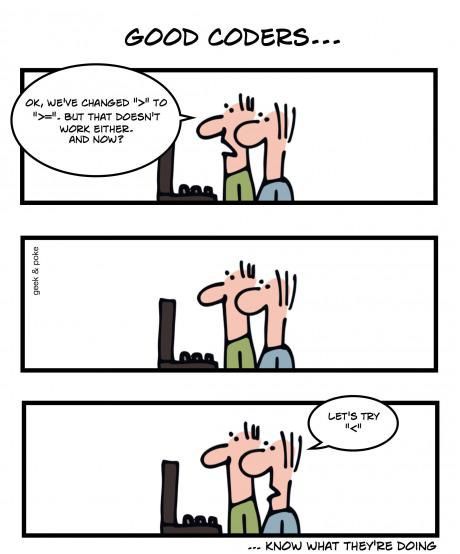 GOOD CODERS...
OK, WE'VE CHANGED ">" TO
">=". BUT THAT DOESN'T
WORK EITHER.
AND NOW?
geek & poke
LET'S TRY
"<"
... KNOW WHAT THEY'RE DOING